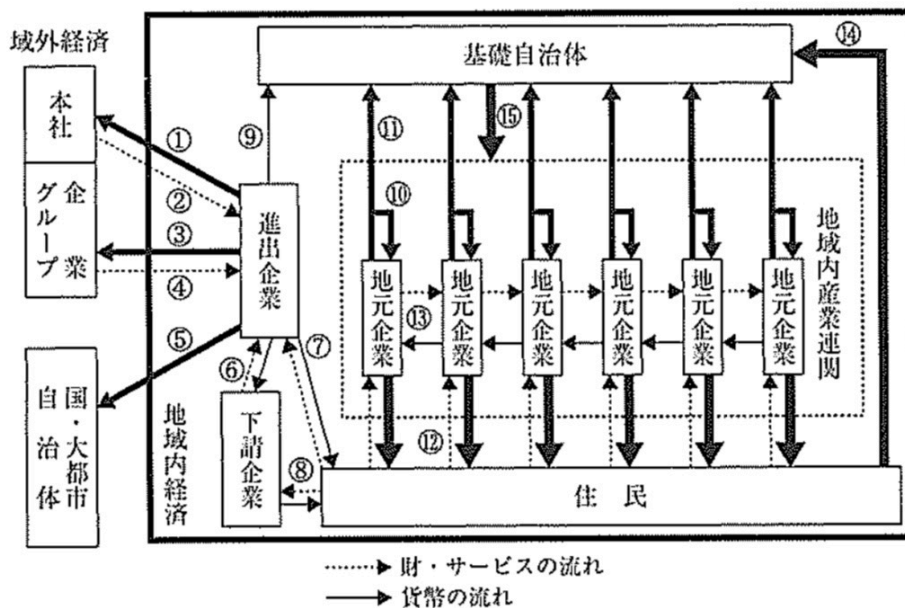 域外経済
本社
企業
グループ
国・大都市
自治体
地域内経済
基礎自治体
進出企業
下請企業
地元企業
地元企業
地元企業
地元企業
地元企業
地元企業
地域内産業連関
住民
①
②
③
④
⑤
⑥
⑦
⑧
⑨
⑩
⑪
⑫
⑬
⑭
⑮
財・サービスの流れ
貨幣の流れ